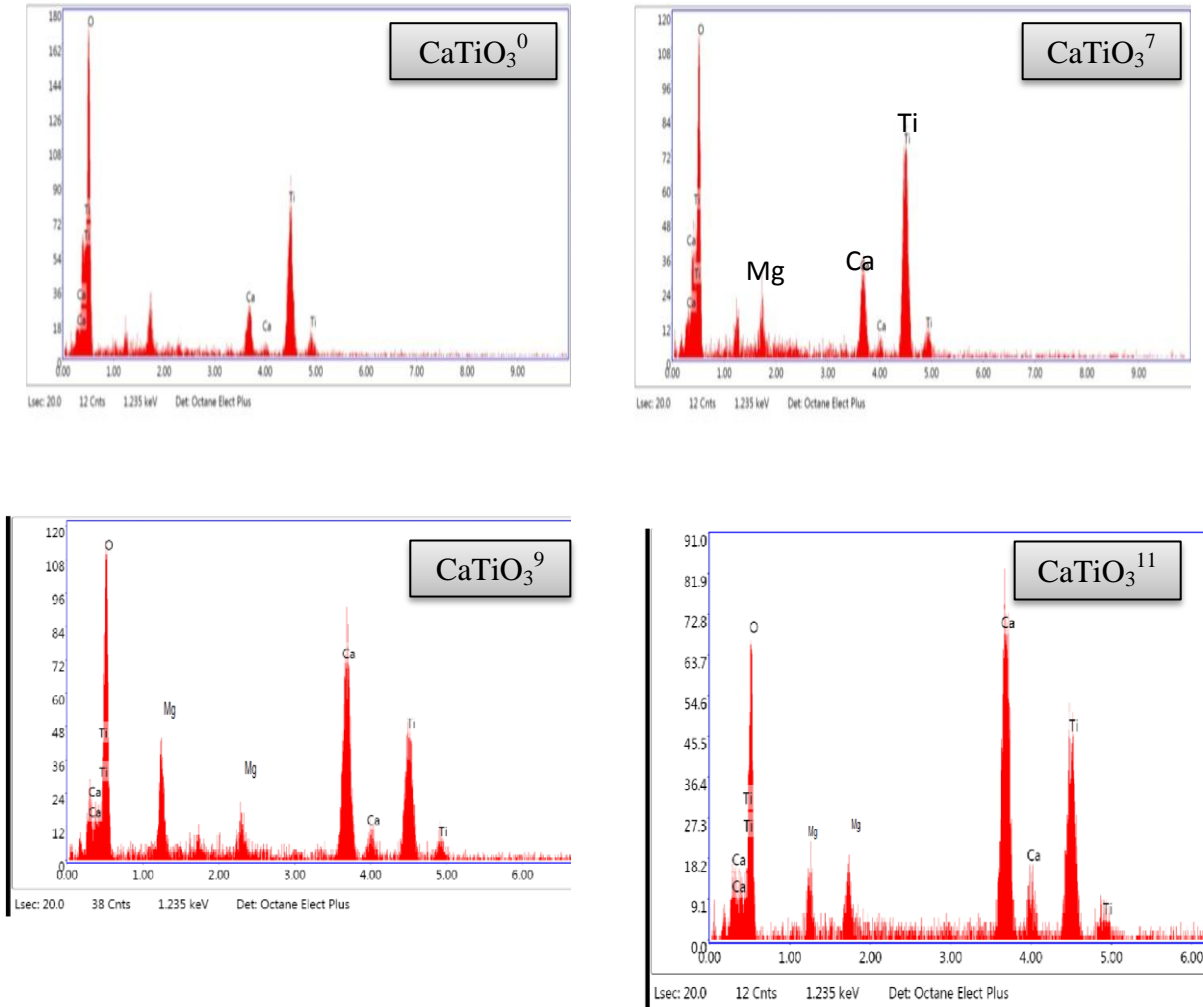 CaTiO₃⁰
180
162
144
126
108
90
72
54
36
18
0
O
Ti
Ti
Ca
Ca
Ca
Ca
Ti
Ti
0.00 1.00 2.00 3.00 4.00 5.00 6.00 7.00 8.00 9.00
Lsec: 20.0 12 Cnts 1.235 keV Det: Octane Elect Plus
CaTiO₃⁷
120
108
96
84
72
60
48
36
24
12
0
O
Ti
Ca
Ti
Ca
Mg
Ca
Ca
Ti
Ti
Ti
0.00 1.00 2.00 3.00 4.00 5.00 6.00 7.00 8.00 9.00
Lsec: 20.0 12 Cnts 1.235 keV Det: Octane Elect Plus
CaTiO₃⁹
120
108
96
84
72
60
48
36
24
12
0
O
Ti
Ti
Ca
Ca
Mg
Mg
Ca
Ca
Ti
Ti
0.00 1.00 2.00 3.00 4.00 5.00 6.00
Lsec: 20.0 38 Cnts 1.235 keV Det: Octane Elect Plus
CaTiO₃¹¹
91.0
81.9
72.8
63.7
54.6
45.5
36.4
27.3
18.2
9.1
0.0
O
Ti
Ti
Ca
Ca
Mg
Mg
Ca
Ca
Ti
Ti
0.00 1.00 2.00 3.00 4.00 5.00 6.00
Lsec: 20.0 12 Cnts 1.235 keV Det: Octane Elect Plus